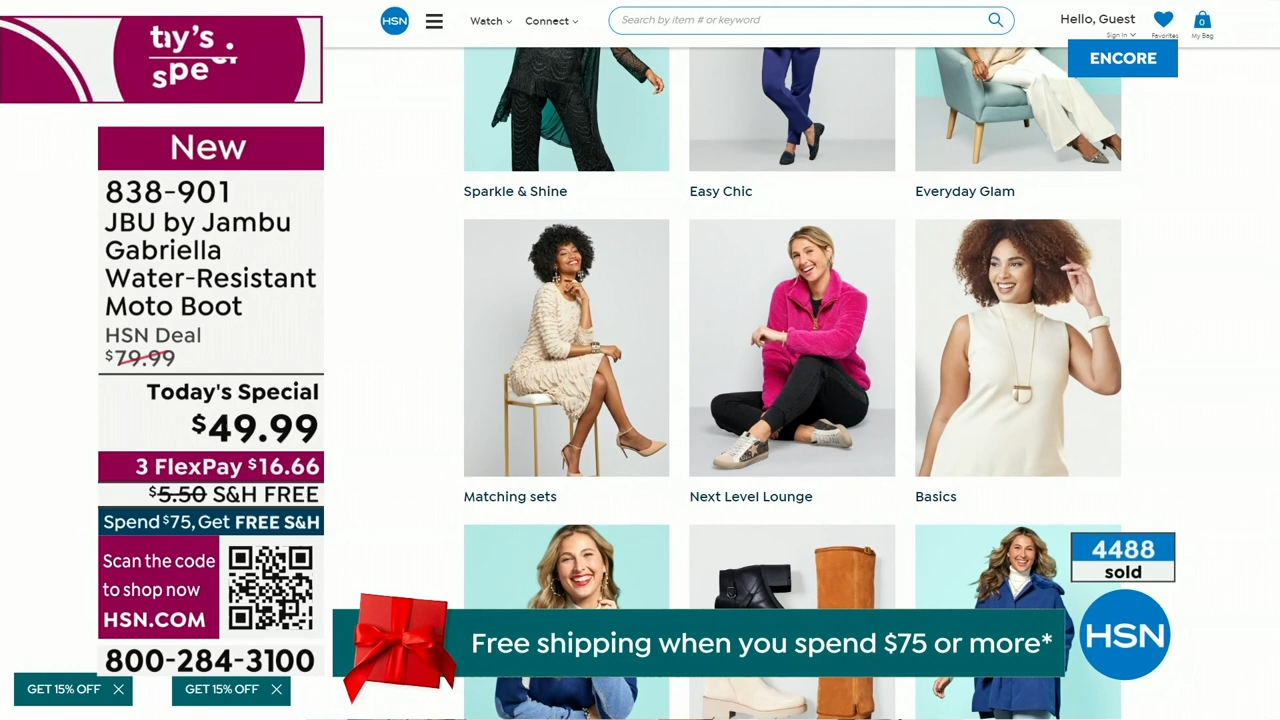 HSN
Watch
Connect
Search by item # or keyword
Hello, Guest
Sign In
Favorites
0
My Bag
ENCORE
New
838-901
JBU by Jambu
Gabriella
Water-Resistant
Moto Boot
HSN Deal
$79.99
Today's Special
$49.99
3 FlexPay $16.66
$5.50 S&H FREE
Spend $75, Get FREE S&H
Scan the code
to shop now
HSN.COM
800-284-3100
GET 15% OFF
GET 15% OFF
Sparkle & Shine
Easy Chic
Everyday Glam
Matching sets
Next Level Lounge
Basics
4488
sold
Free shipping when you spend $75 or more*
HSN